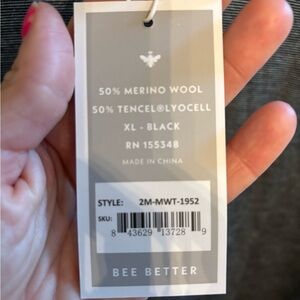 50% MERINO WOOL
50% TENCEL®LYOCELL
XL - BLACK
RN 155348
MADE IN CHINA
STYLE: 2M-MWT-1952
SKU:
8 43629 13728 9
BEE BETTER